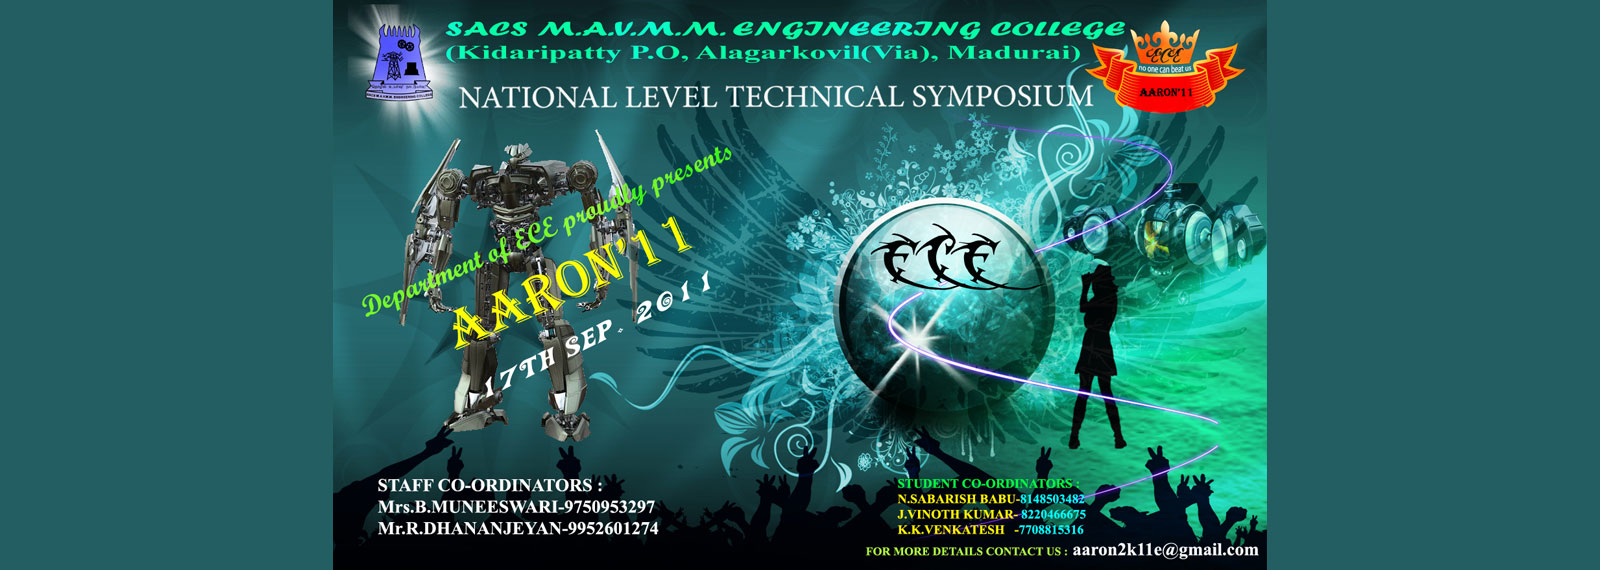 SACS M.A.V.M.M. ENGINEERING COLLEGE
(Kidaripatty P.O, Alagarkovil(Via), Madurai)
NATIONAL LEVEL TECHNICAL SYMPOSIUM
ECE
no one can beat us
AARON'11
Department of ECE proudly presents
AARON'11
17TH SEP. 2011
ECE
STAFF CO-ORDINATORS :
Mrs.B.MUNEESWARI-9750953297
Mr.R.DHANANJEYAN-9952601274
STUDENT CO-ORDINATORS :
N.SABARISH BABU-8148503482
J.VINOTH KUMAR- 8220466675
K.K.VENKATESH -7708815316
FOR MORE DETAILS CONTACT US : aaron2k11e@gmail.com